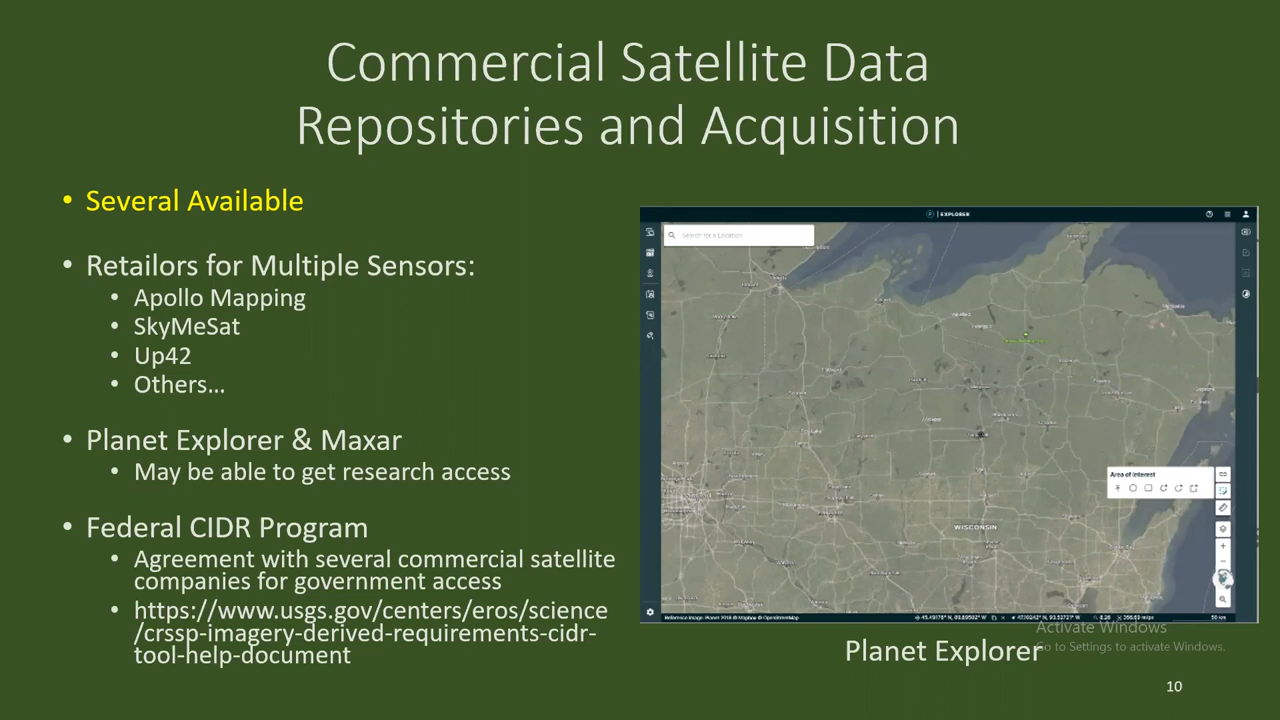 Commercial Satellite Data
Repositories and Acquisition
• Several Available
• Retailors for Multiple Sensors:
• Apollo Mapping
• SkyMeSat
• Up42
• Others…
• Planet Explorer & Maxar
• May be able to get research access
• Federal CIDR Program
• Agreement with several commercial satellite
companies for government access
• https://www.usgs.gov/centers/eros/science
/crssp-imagery-derived-requirements-cidr-
tool-help-document
EXPLORER
Search for a Location
Area of Interest
WISCONSIN
50 km
Planet Explorer
Activate Windows
Go to Settings to activate Windows.
10